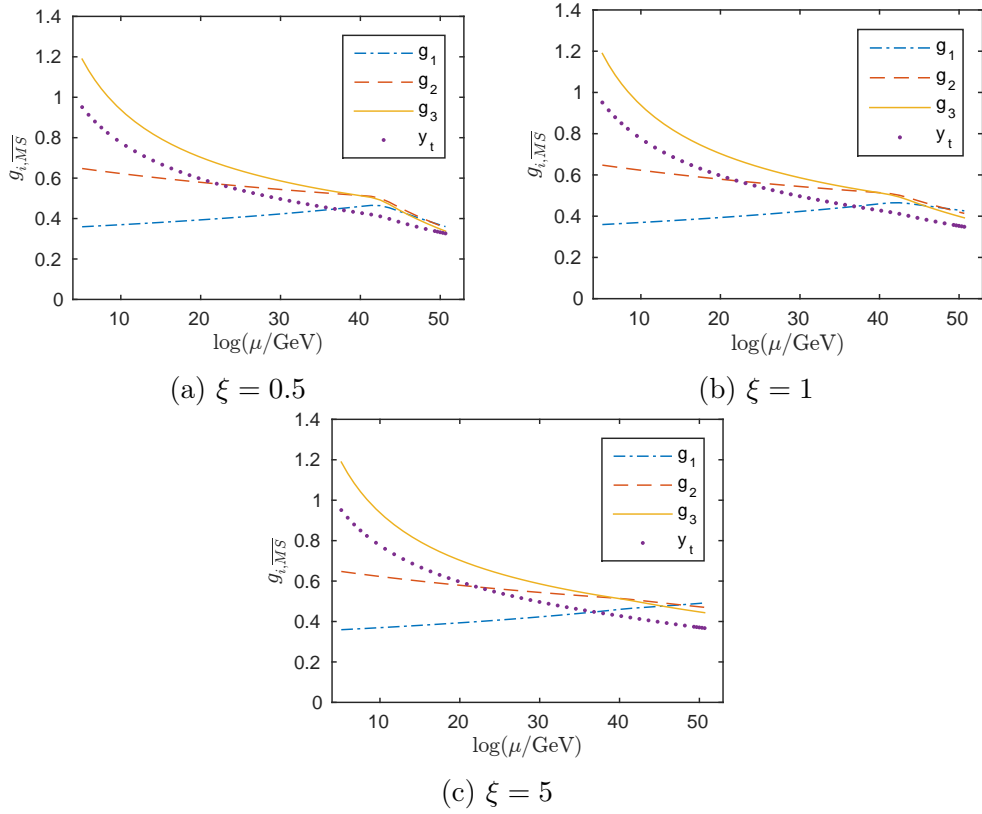 1.4
1.2
1
0.8
0.6
0.4
0.2
0
g_{i,\overline{MS}}
g_1
g_2
g_3
y_t
10 20 30 40 50
log(μ/GeV)
(a) ξ = 0.5
1.4
1.2
1
0.8
0.6
0.4
0.2
0
g_{i,\overline{MS}}
g_1
g_2
g_3
y_t
10 20 30 40 50
log(μ/GeV)
(b) ξ = 1
1.4
1.2
1
0.8
0.6
0.4
0.2
0
g_{i,\overline{MS}}
g_1
g_2
g_3
y_t
10 20 30 40 50
log(μ/GeV)
(c) ξ = 5